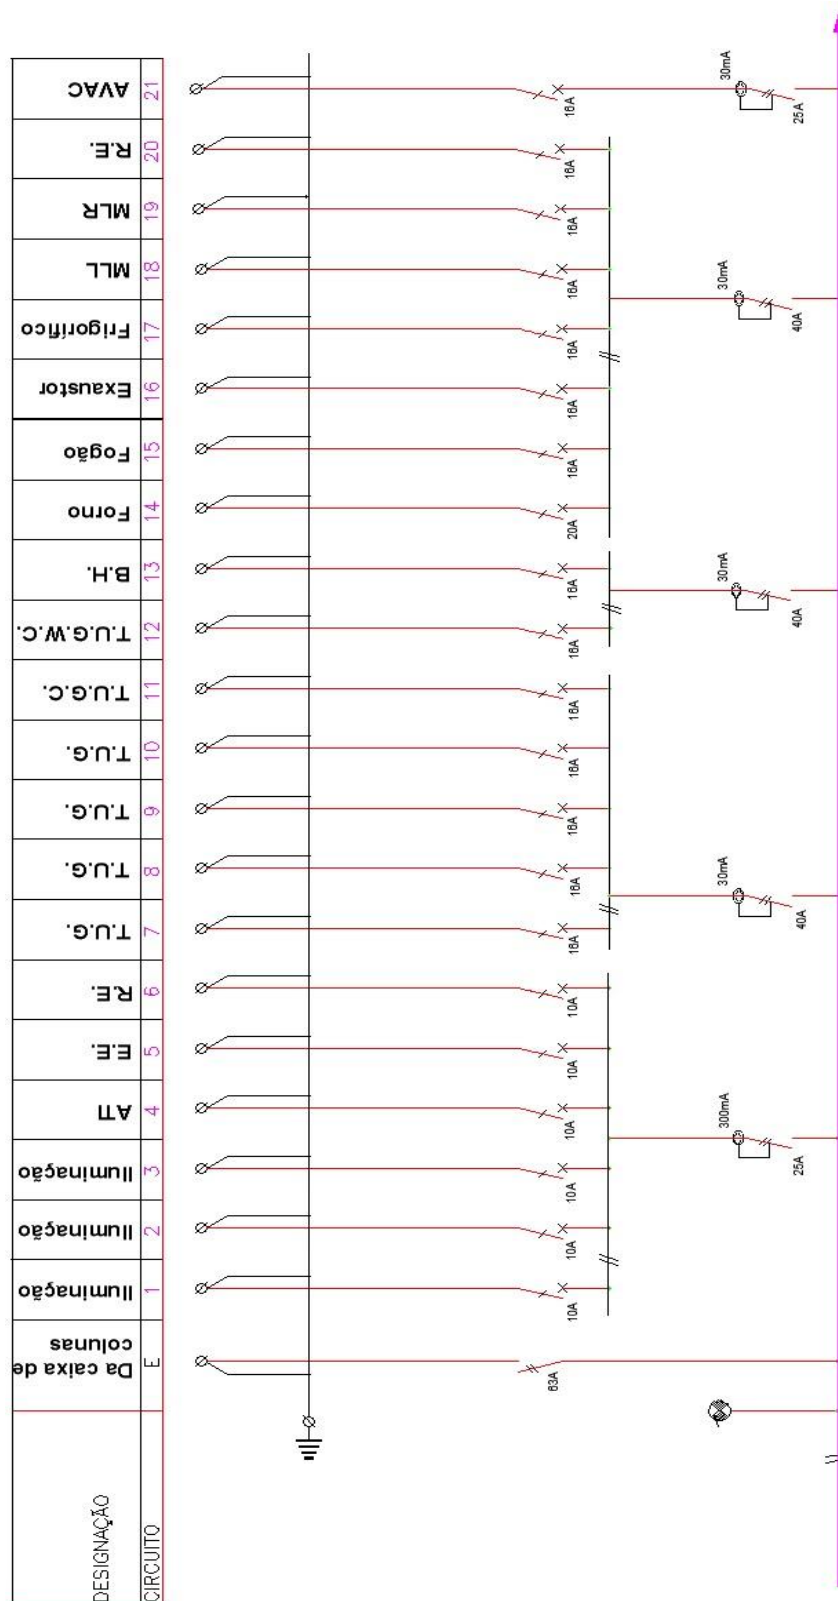 AVAC
21
16A
30mA
25A
R.E.
20
16A
MLR
19
16A
MLL
18
16A
30mA
40A
Frigorífico
17
16A
Exaustor
16
16A
Fogão
15
16A
Forno
14
20A
B.H.
13
16A
30mA
40A
T.U.G.W.C.
12
16A
T.U.G.C.
11
16A
T.U.G.
10
16A
T.U.G.
9
16A
T.U.G.
8
16A
30mA
40A
T.U.G.
7
16A
R.E.
6
10A
E.E.
5
10A
ATI
4
10A
300mA
25A
Iluminação
3
10A
Iluminação
2
10A
Iluminação
1
10A
Da caixa de
colunas
E
63A
DESIGNAÇÃO
CIRCUITO